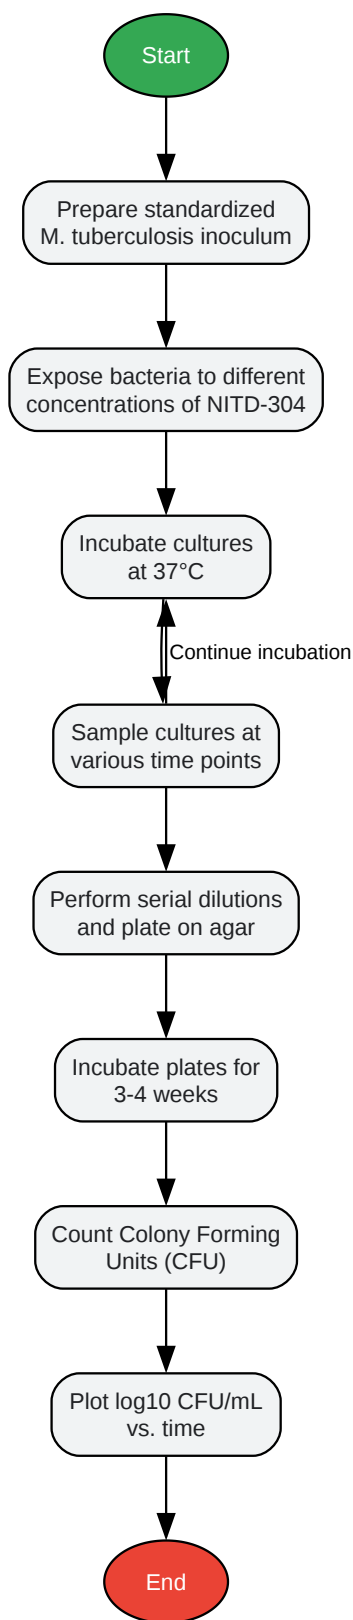 Start
Prepare standardized
M. tuberculosis inoculum
Expose bacteria to different
concentrations of NITD-304
Incubate cultures
at 37°C
Continue incubation
Sample cultures at
various time points
Perform serial dilutions
and plate on agar
Incubate plates for
3-4 weeks
Count Colony Forming
Units (CFU)
Plot log10 CFU/mL
vs. time
End